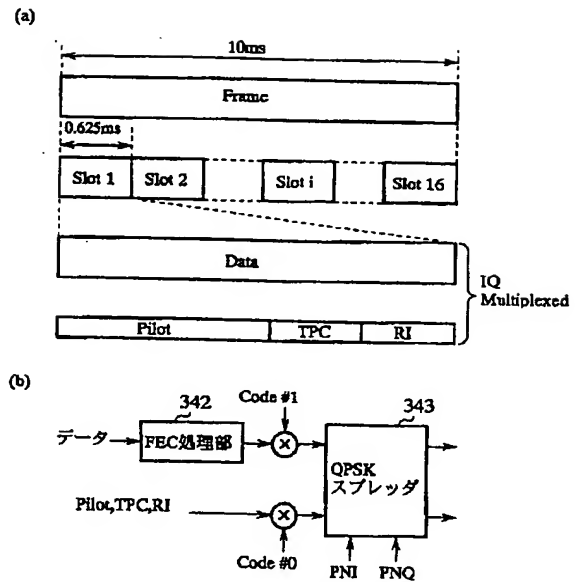 (a)
10ms
Frame
0.625ms
Slot 1 Slot 2 Slot i Slot 16
Data
IQ
Multiplexed
Pilot TPC RI
(b)
Code #1
342
343
データ
FEC処理部
QPSK
スプレッダ
Pilot,TPC,RI
Code #0
PNI PNQ